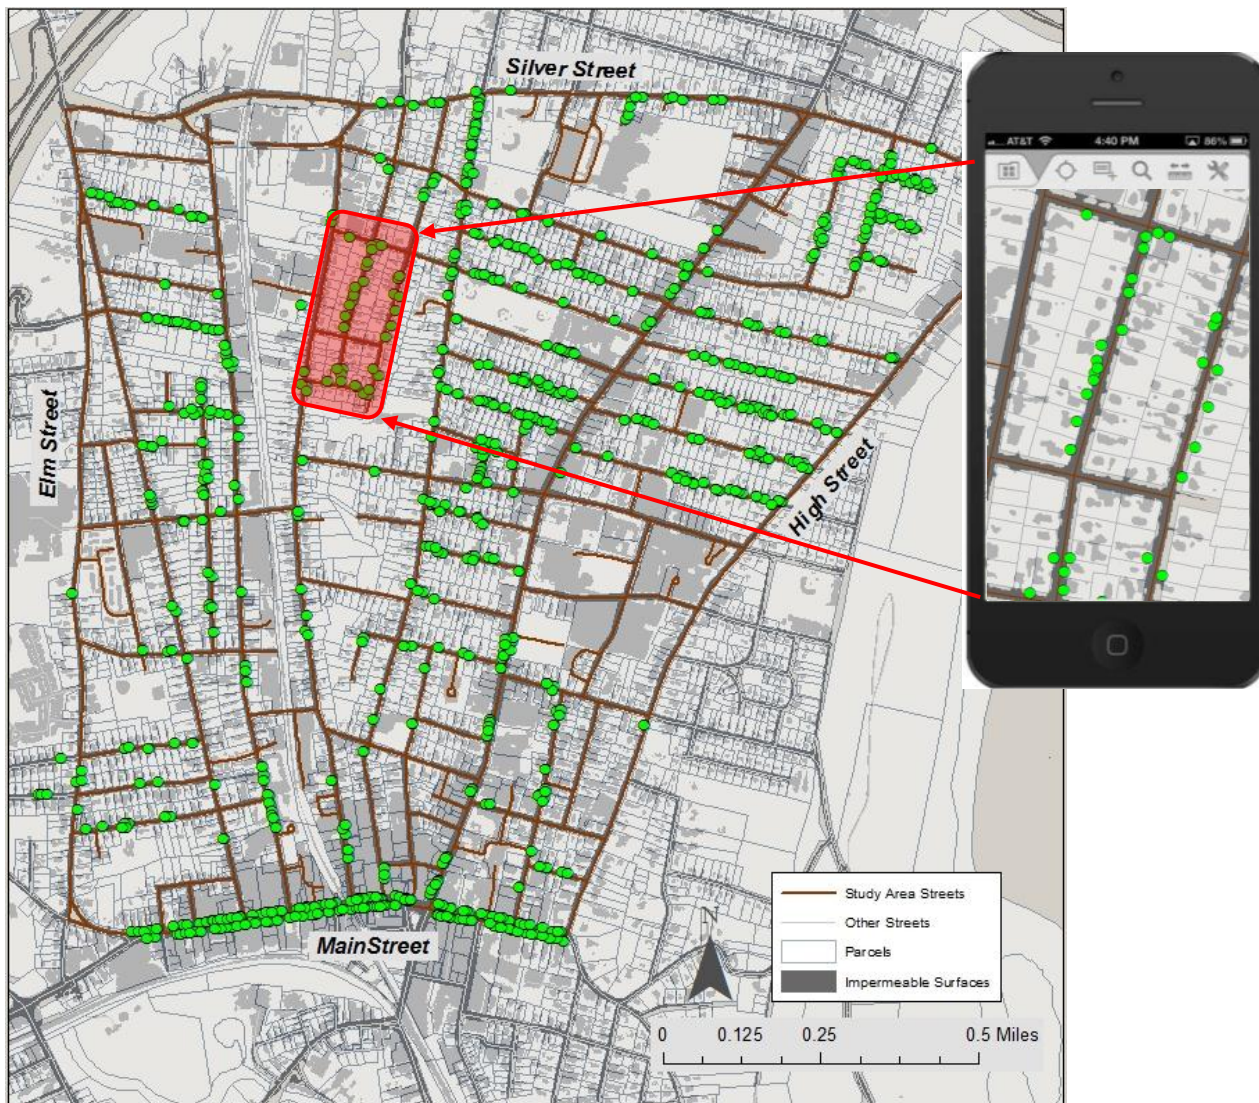 Silver Street
AT&T 4:40 PM 86%
Elm Street
High Street
MainStreet
N
Study Area Streets
Other Streets
Parcels
Impermeable Surfaces
0 0.125 0.25 0.5 Miles